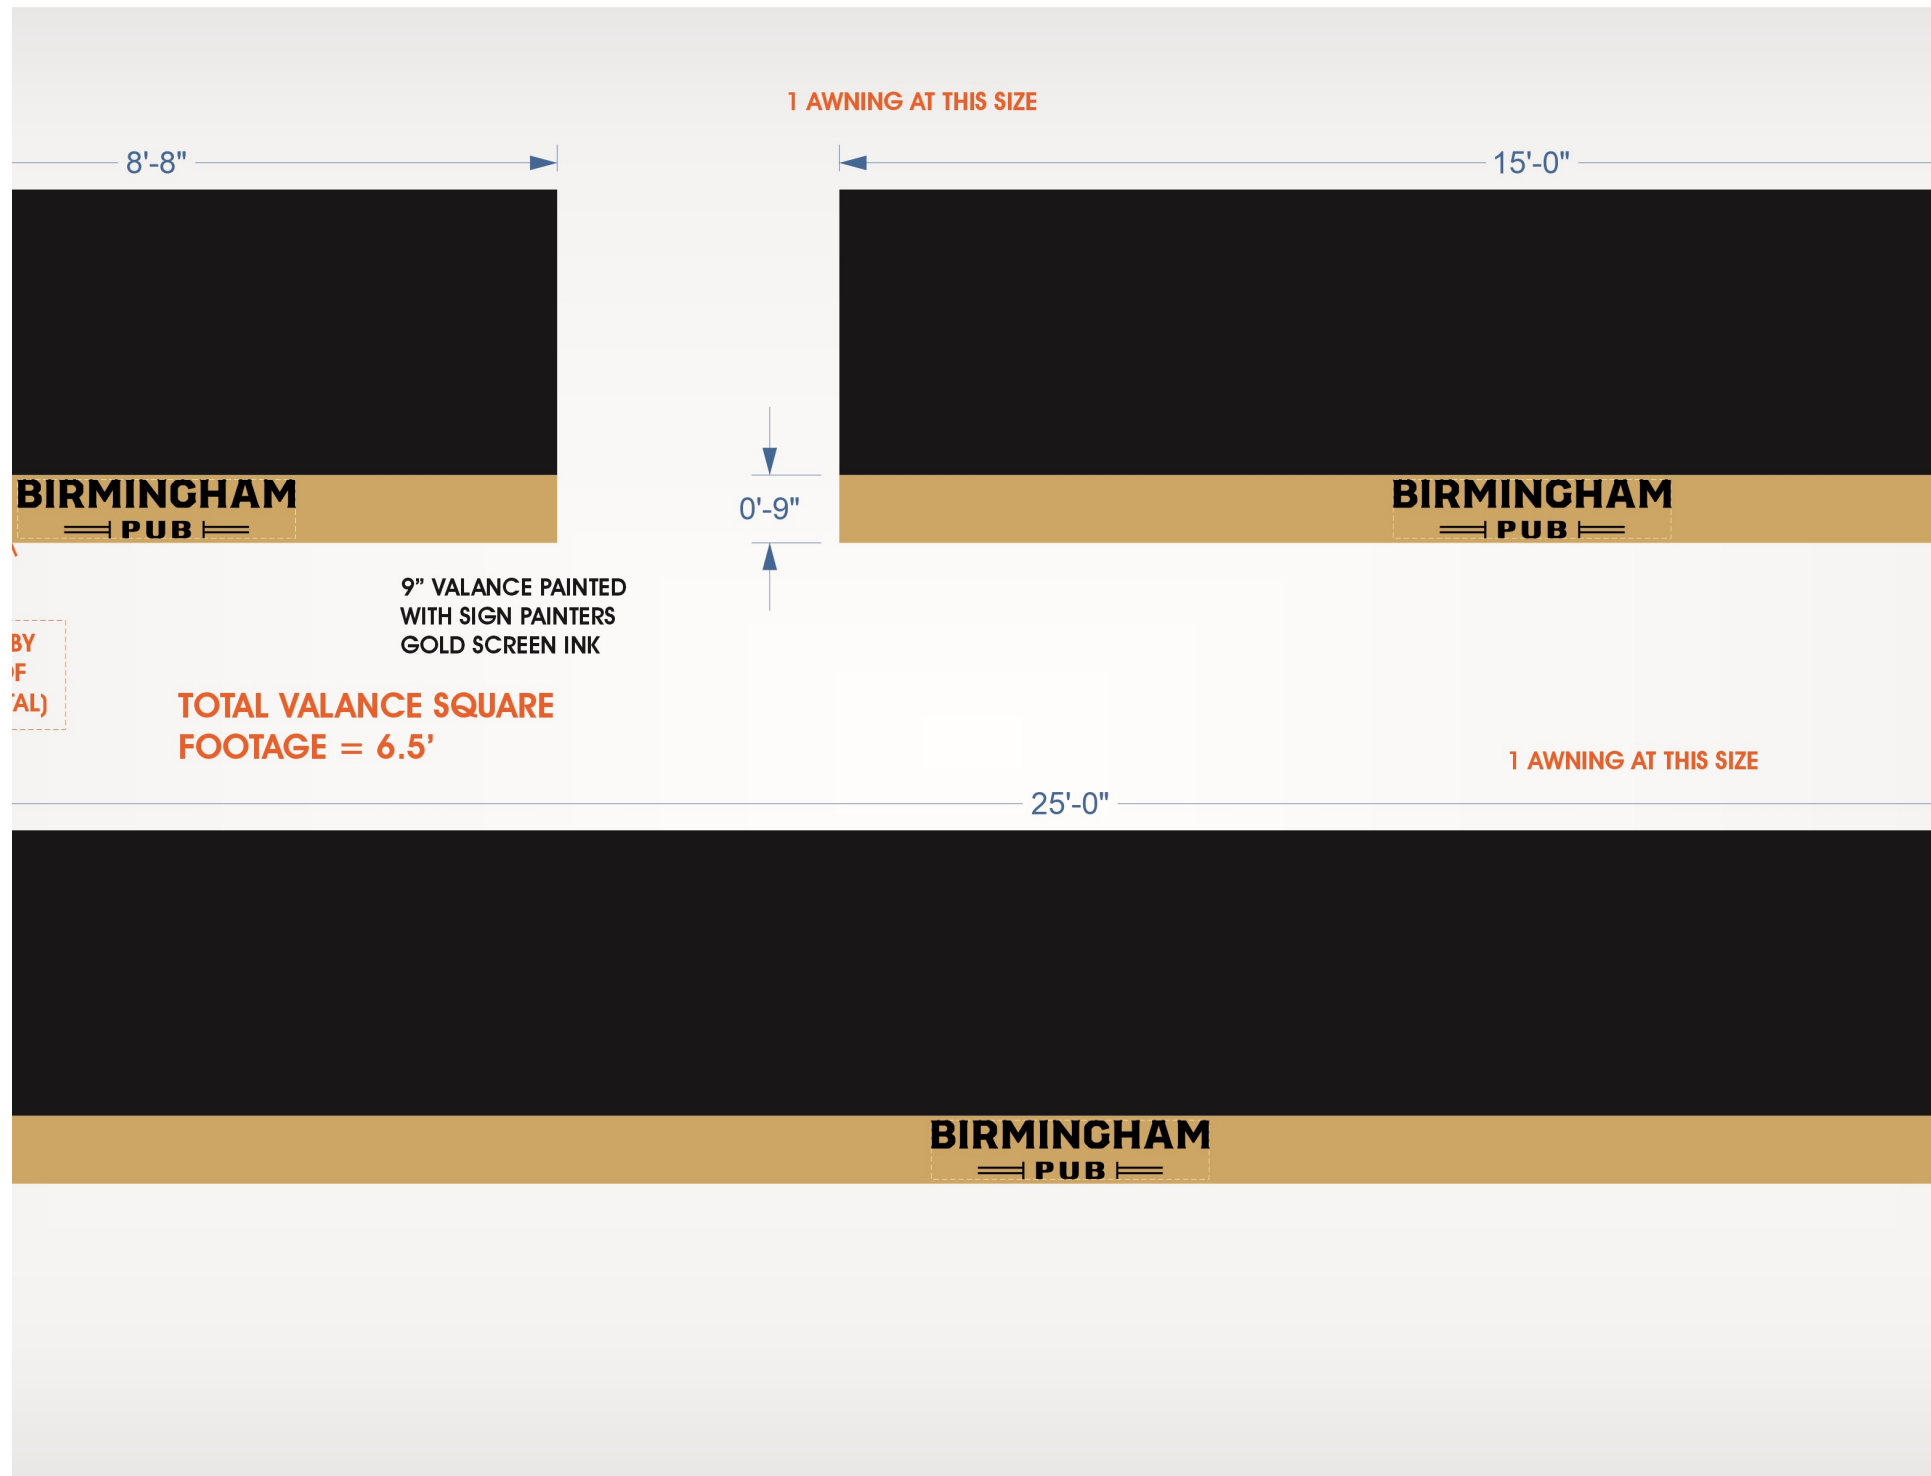 1 AWNING AT THIS SIZE
8'-8"
15'-0"
BIRMINGHAM
PUB
0'-9"
BIRMINGHAM
PUB
9” VALANCE PAINTED
WITH SIGN PAINTERS
GOLD SCREEN INK
BY
TOTAL VALANCE SQUARE
FOOTAGE = 6.5’
1 AWNING AT THIS SIZE
25'-0"
BIRMINGHAM
PUB